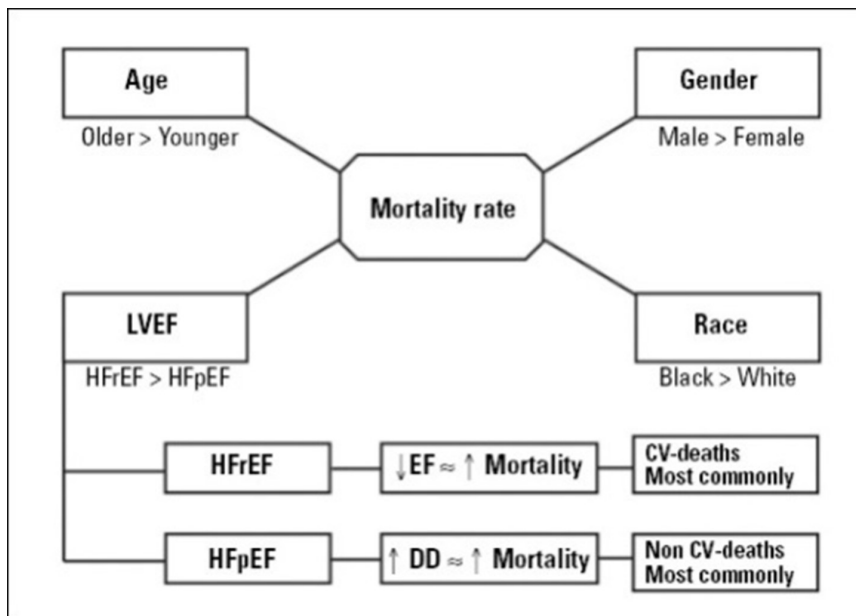 Age
Older > Younger
Gender
Male > Female
Mortality rate
LVEF
HFrEF > HFpEF
Race
Black > White
HFrEF
↓EF ≈ ↑ Mortality
CV-deaths
Most commonly
HFpEF
↑ DD ≈ ↑ Mortality
Non CV-deaths
Most commonly